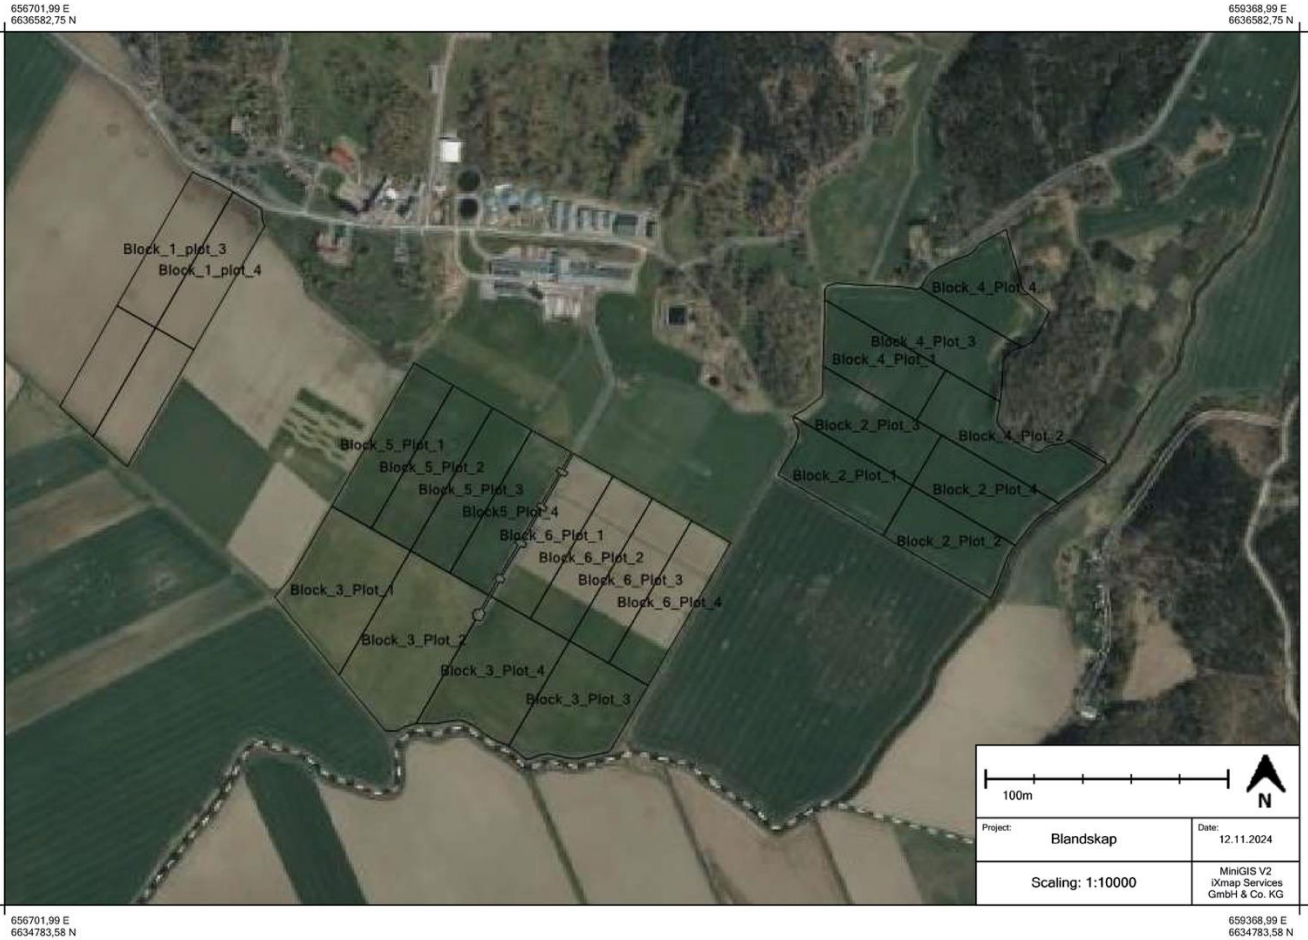 656701,99 E
6636582,75 N
659368,99 E
6636582,75 N
Block_1_plot_3
Block_1_plot_4
Block_4_Plot_4
Block_4_Plot_3
Block_4_Plot_1
Block_2_Plot_3
Block_4_Plot_2
Block_5_Plot_1
Block_5_Plot_2
Block_2_Plot_1
Block_5_Plot_3
Block_2_Plot_4
Block5_Plot_4
Block_6_Plot_1
Block_2_Plot_2
Block_6_Plot_2
Block_6_Plot_3
Block_3_Plot_1
Block_6_Plot_4
Block_3_Plot_2
Block_3_Plot_4
Block_3_Plot_3
100m
N
Project:
Blandskap
Date:
12.11.2024
Scaling: 1:10000
MiniGIS V2
iXmap Services
GmbH & Co. KG
656701,99 E
6634783,58 N
659368,99 E
6634783,58 N